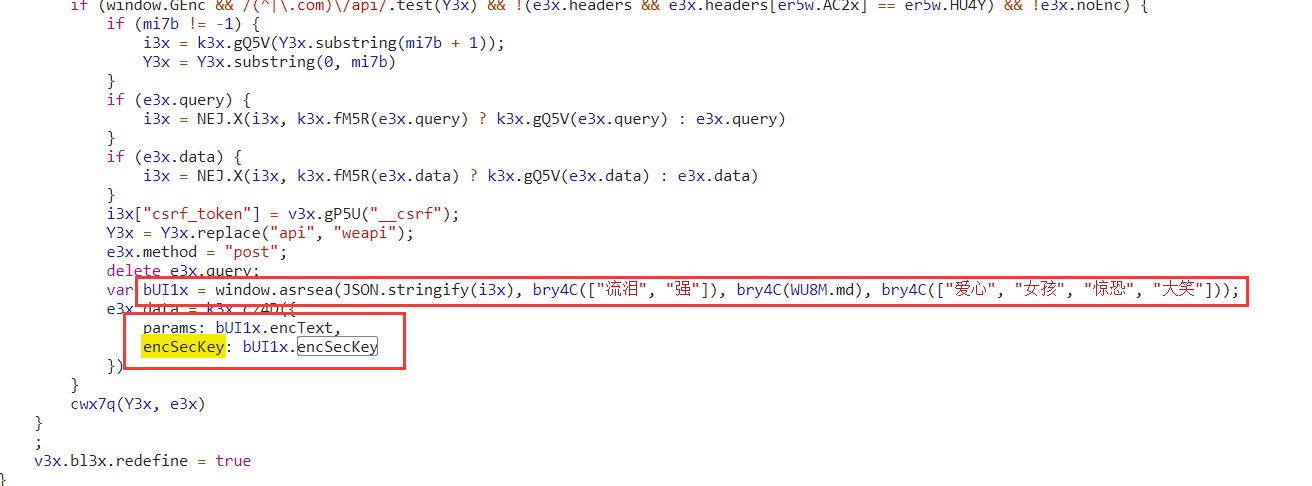 if (window.GEnc && /(^|\.com)\/api/.test(Y3x) && !(e3x.headers && e3x.headers[er5w.AC2x] == er5w.HU4Y) && !e3x.noEnc) {
if (mi7b != -1) {
i3x = k3x.gQ5V(Y3x.substring(mi7b + 1));
Y3x = Y3x.substring(0, mi7b)
}
if (e3x.query) {
i3x = NEJ.X(i3x, k3x.fM5R(e3x.query) ? k3x.gQ5V(e3x.query) : e3x.query)
}
if (e3x.data) {
i3x = NEJ.X(i3x, k3x.fM5R(e3x.data) ? k3x.gQ5V(e3x.data) : e3x.data)
}
i3x["csrf_token"] = v3x.gP5U("__csrf");
Y3x = Y3x.replace("api", "weapi");
e3x.method = "post";
delete e3x.query;
var bUI1x = window.asrsea(JSON.stringify(i3x), bry4C(["流泪", "强"]), bry4C(WU8M.md), bry4C(["爱心", "女孩", "惊恐", "大笑"]));
e3x.data = k3x.cz4D({
params: bUI1x.encText,
encSecKey: bUI1x.encSecKey
})
}
cwx7q(Y3x, e3x)
}
;
v3x.bl3x.redefine = true
}